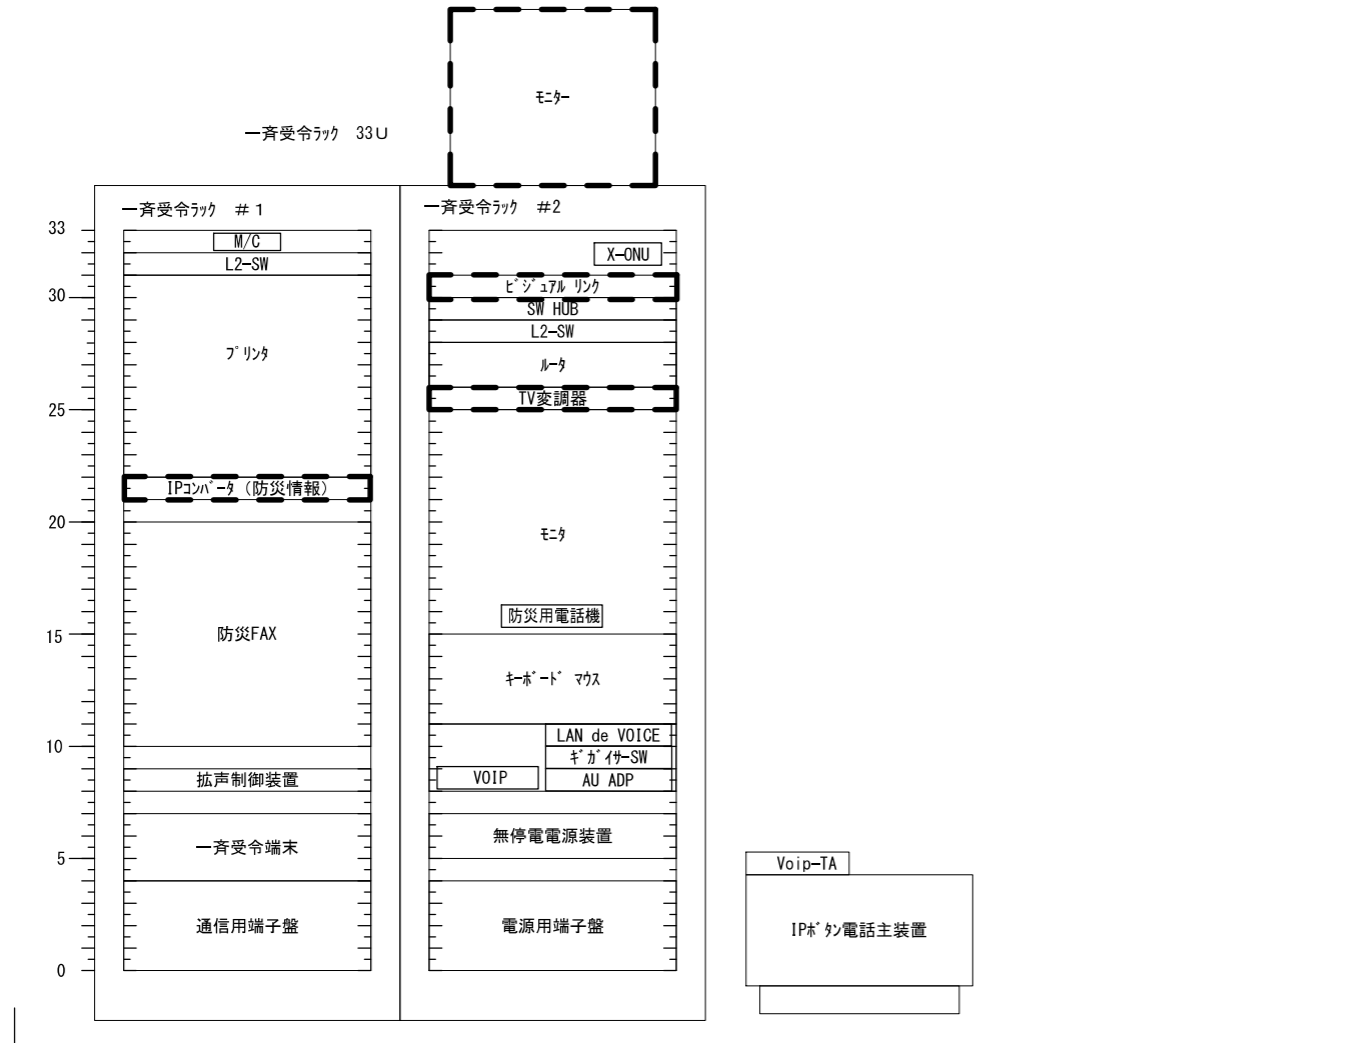 モニター
一斉受令ラック 33U
一斉受令ラック #1
一斉受令ラック #2
33
M/C
X-ONU
L2-SW
ビジュアル リンク
30
SW HUB
L2-SW
プリンタ
ルータ
TV変調器
25
IPコンバータ(防災情報)
20
モニタ
防災用電話機
15
防災FAX
キーボード マウス
LAN de VOICE
10
ギガイサーSW
拡声制御装置
VOIP
AU ADP
無停電電源装置
一斉受令端末
5
Voip-TA
通信用端子盤
電源用端子盤
IPボタン電話主装置
0